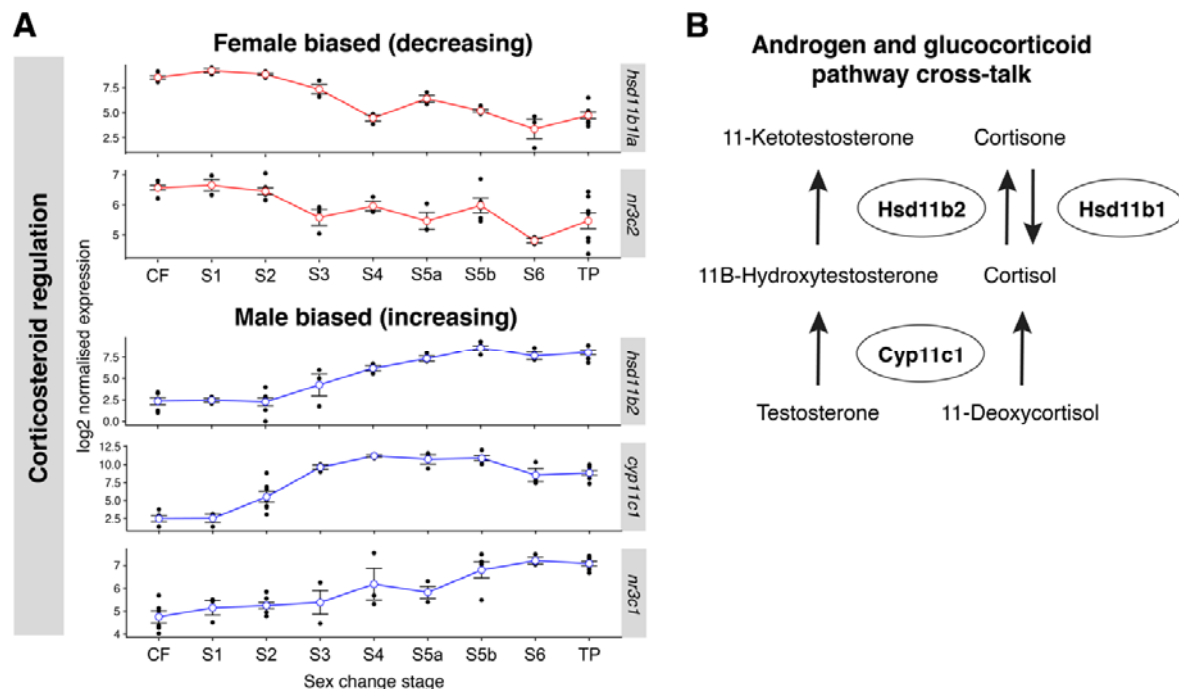 A
Female biased (decreasing)
Corticosteroid regulation
log2 normalised expression
7.5
5.0
2.5
hsd11b1la
7
6
5
nr3c2
CF S1 S2 S3 S4 S5a S5b S6 TP
Male biased (increasing)
7.5
5.0
2.5
0.0
hsd11b2
12.5
10.0
7.5
5.0
2.5
cyp11c1
7
6
5
4
nr3c1
CF S1 S2 S3 S4 S5a S5b S6 TP
Sex change stage
B
Androgen and glucocorticoid
pathway cross-talk
11-Ketotestosterone Cortisone
Hsd11b2 Hsd11b1
11B-Hydroxytestosterone Cortisol
Cyp11c1
Testosterone 11-Deoxycortisol